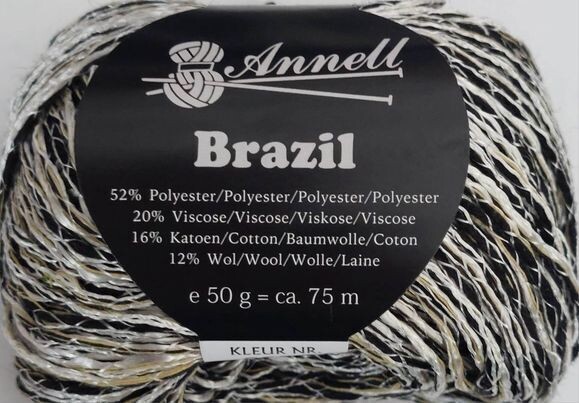 Annell
Brazil
52% Polyester/Polyester/Polyester/Polyester
20% Viscose/Viscose/Viskose/Viscose
16% Katoen/Cotton/Baumwolle/Coton
12% Wol/Wool/Wolle/Laine
e 50 g = ca. 75 m
KLEUR NR